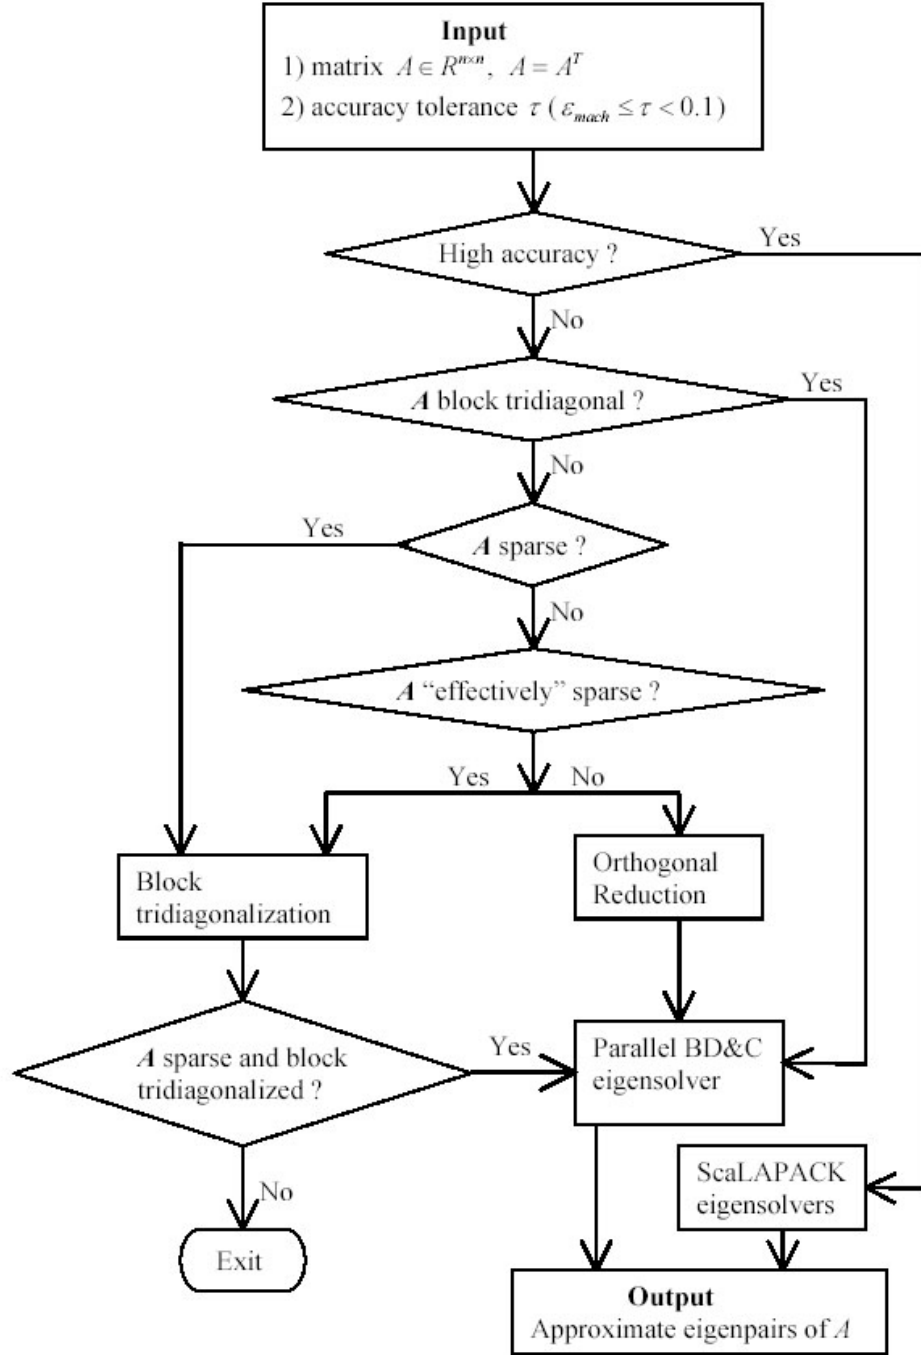 Input
1) matrix A ∈ R^{n×n}, A = A^T
2) accuracy tolerance τ ( ε_{mach} ≤ τ < 0.1)
High accuracy ?
Yes
No
A block tridiagonal ?
Yes
No
Yes
A sparse ?
No
A “effectively” sparse ?
Yes
No
Block
tridiagonalization
Orthogonal
Reduction
A sparse and block
tridiagonalized ?
Yes
Parallel BD&C
eigensolver
No
ScaLAPACK
eigensolvers
Exit
Output
Approximate eigenpairs of A